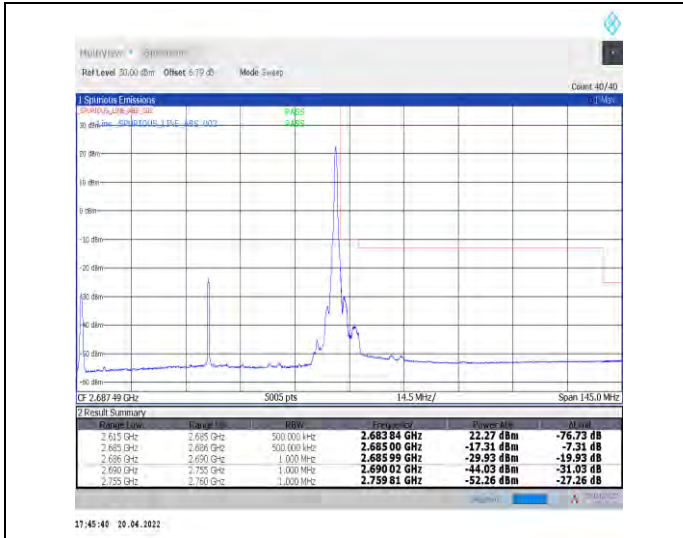 MultiView
Ref Level 30.00 dBm Offset 6.79 dB Mode Sweep
Count 40/40
1 Spurious Emissions
PASS
30 dBm Line _SPURIOUS_LINE_ABS_003 PASS
20 dBm
10 dBm
0 dBm
-10 dBm
-20 dBm
-30 dBm
-40 dBm
-50 dBm
-60 dBm
CF 2.687 49 GHz 5005 pts 14.5 MHz/ Span 145.0 MHz
2 Result Summary
Range Low Range Up RBW Frequency Power Abs ΔLimit
2.615 GHz 2.685 GHz 500.000 kHz 2.683 84 GHz 22.27 dBm -76.73 dB
2.685 GHz 2.686 GHz 500.000 kHz 2.685 00 GHz -17.31 dBm -7.31 dB
2.686 GHz 2.690 GHz 1.000 MHz 2.685 99 GHz -29.93 dBm -19.93 dB
2.690 GHz 2.755 GHz 1.000 MHz 2.690 02 GHz -44.03 dBm -31.03 dB
2.755 GHz 2.760 GHz 1.000 MHz 2.759 81 GHz -52.26 dBm -27.26 dB
17:45:40 20.04.2022